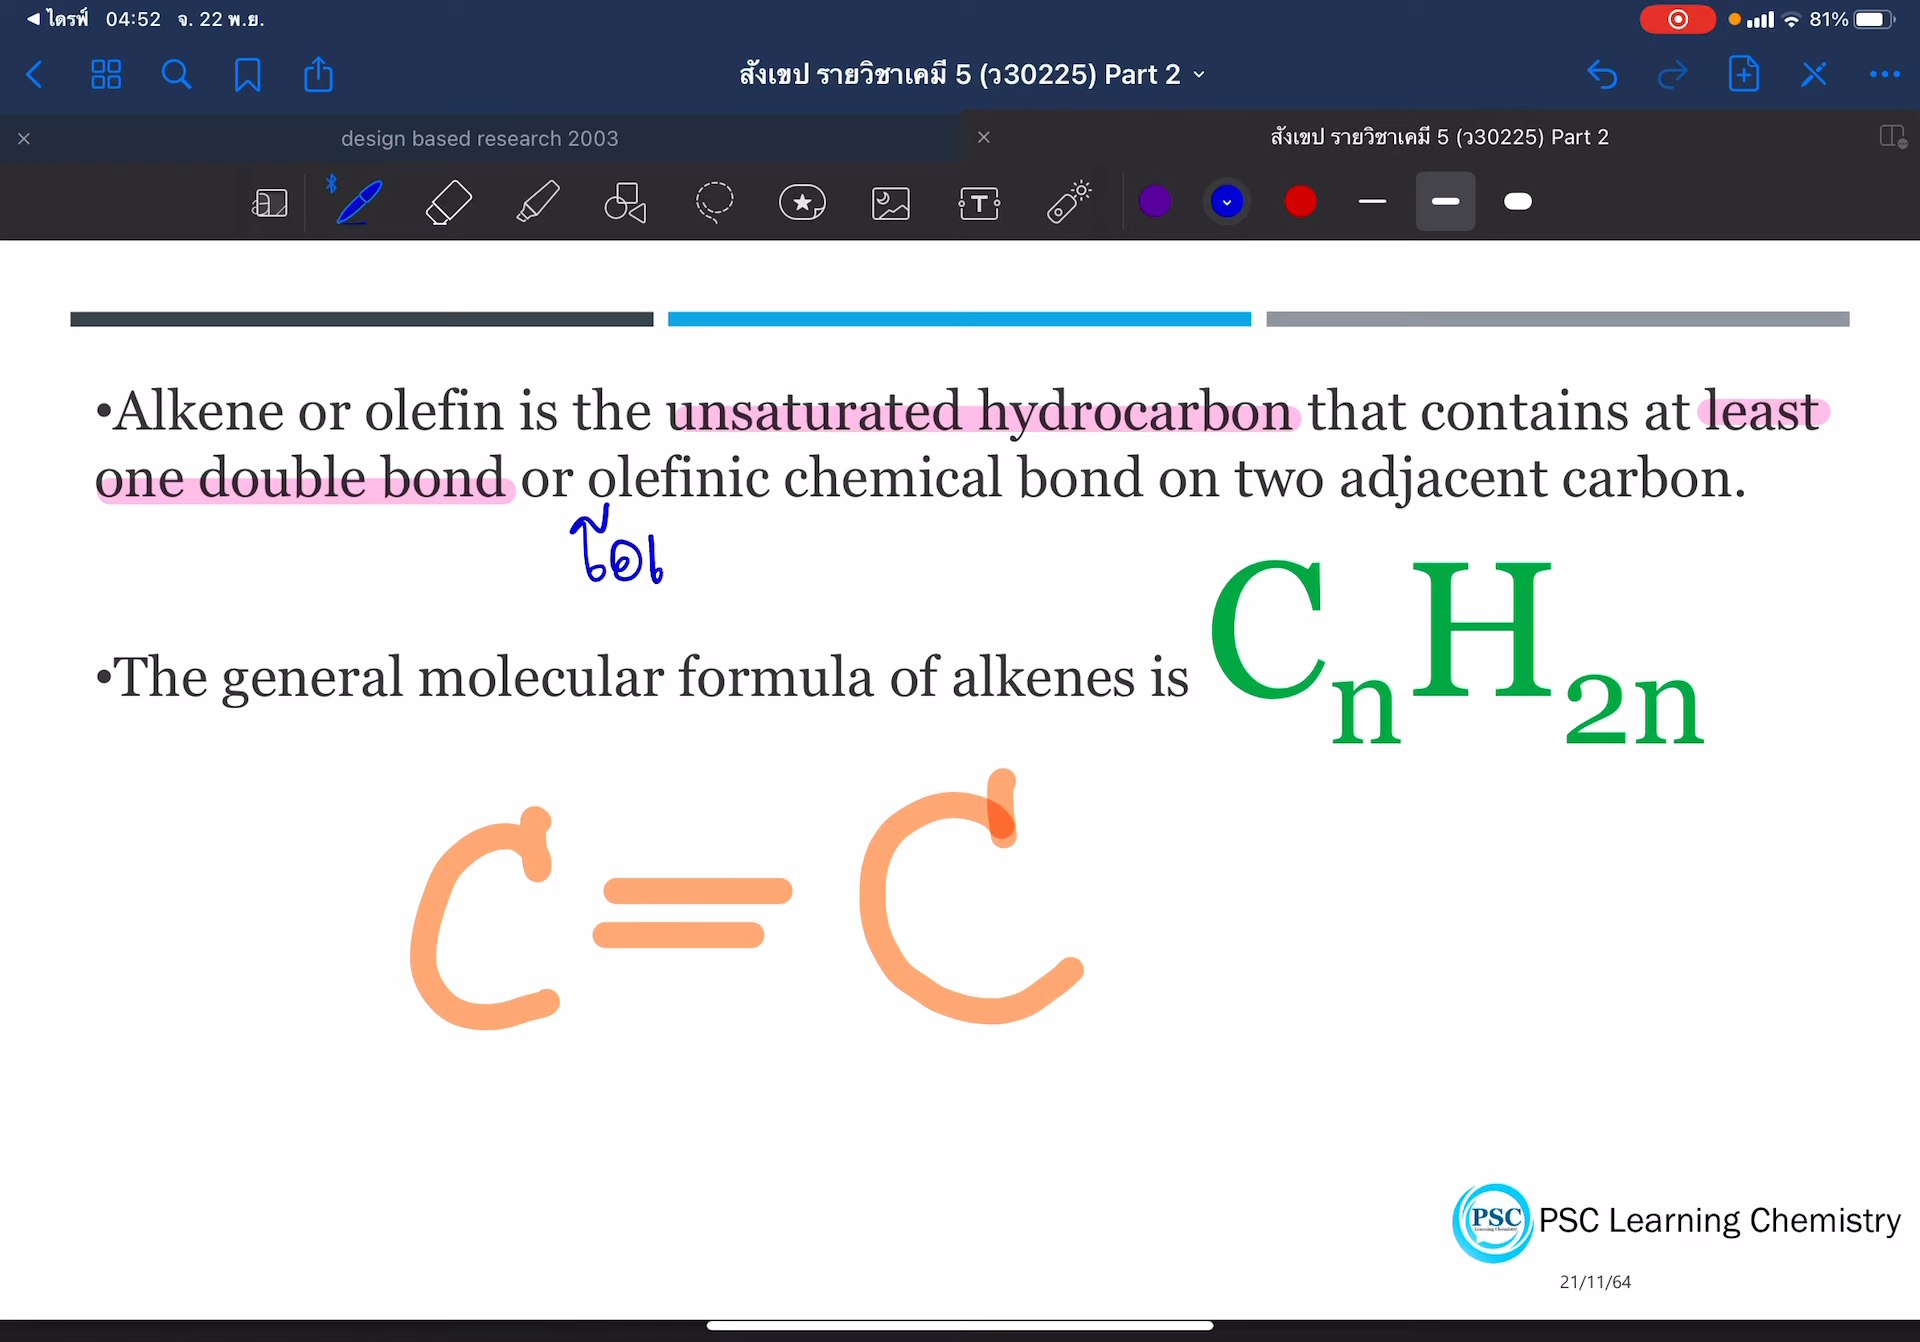 ◀ ไดรฟ์ 04:52 จ. 22 พ.ย. 81%
สังเขป รายวิชาเคมี 5 (ว30225) Part 2
design based research 2003
สังเขป รายวิชาเคมี 5 (ว30225) Part 2
T
•Alkene or olefin is the unsaturated hydrocarbon that contains at least
one double bond or olefinic chemical bond on two adjacent carbon.
โอเ
•The general molecular formula of alkenes is CnH2n
C = C
PSC
PSC Learning Chemistry
21/11/64